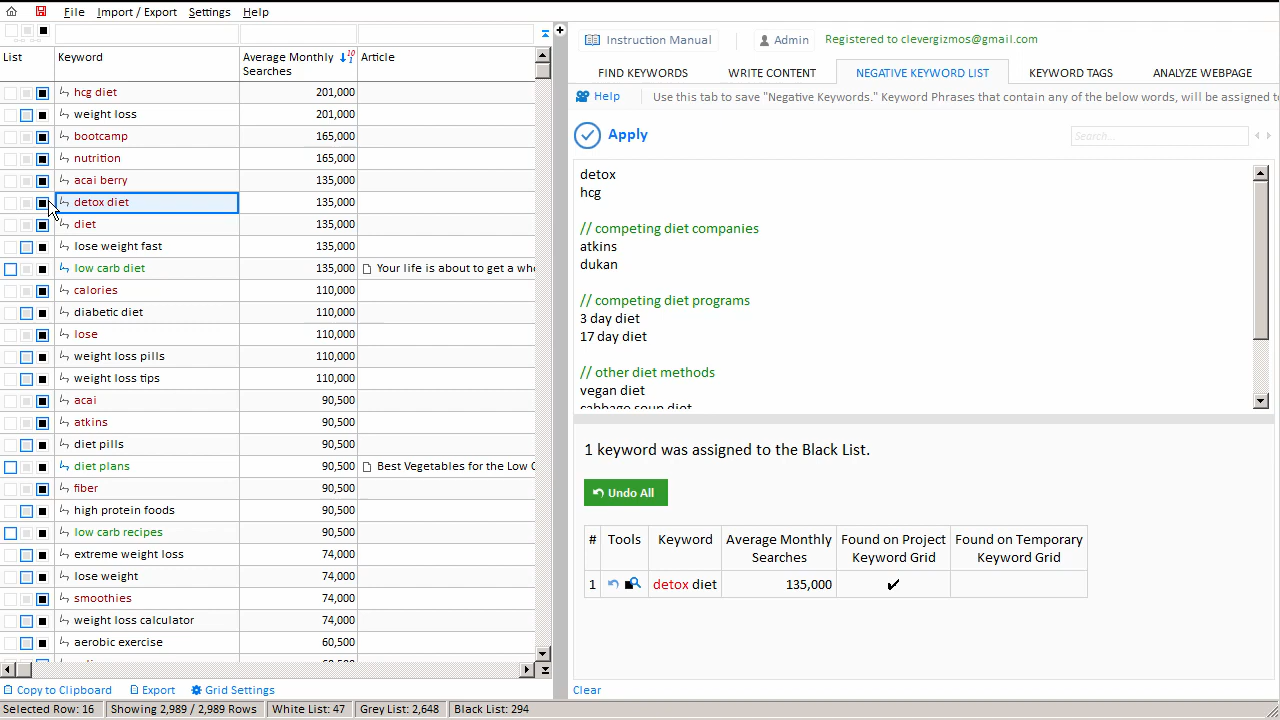 File Import / Export Settings Help
List Keyword Average Monthly Searches Article
hcg diet 201,000
weight loss 201,000
bootcamp 165,000
nutrition 165,000
acai berry 135,000
detox diet 135,000
diet 135,000
lose weight fast 135,000
low carb diet 135,000 Your life is about to get a who
calories 110,000
diabetic diet 110,000
lose 110,000
weight loss pills 110,000
weight loss tips 110,000
acai 90,500
atkins 90,500
diet pills 90,500
diet plans 90,500 Best Vegetables for the Low C
fiber 90,500
high protein foods 90,500
low carb recipes 90,500
extreme weight loss 74,000
lose weight 74,000
smoothies 74,000
weight loss calculator 74,000
aerobic exercise 60,500
Copy to Clipboard Export Grid Settings
Selected Row: 16 Showing 2,989 / 2,989 Rows White List: 47 Grey List: 2,648 Black List: 294
Instruction Manual Admin Registered to clevergizmos@gmail.com
FIND KEYWORDS WRITE CONTENT NEGATIVE KEYWORD LIST KEYWORD TAGS ANALYZE WEBPAGE
Help Use this tab to save "Negative Keywords." Keyword Phrases that contain any of the below words, will be assigned t
Apply Search...
detox
hcg
// competing diet companies
atkins
dukan
// competing diet programs
3 day diet
17 day diet
// other diet methods
vegan diet
cabbage soup diet
1 keyword was assigned to the Black List.
Undo All
# Tools Keyword Average Monthly Searches Found on Project Keyword Grid Found on Temporary Keyword Grid
1 detox diet 135,000 ✔
Clear